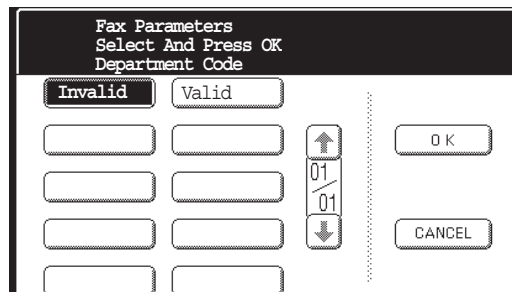 Fax Parameters
Select And Press OK
Department Code
Invalid Valid
01
01
OK
CANCEL